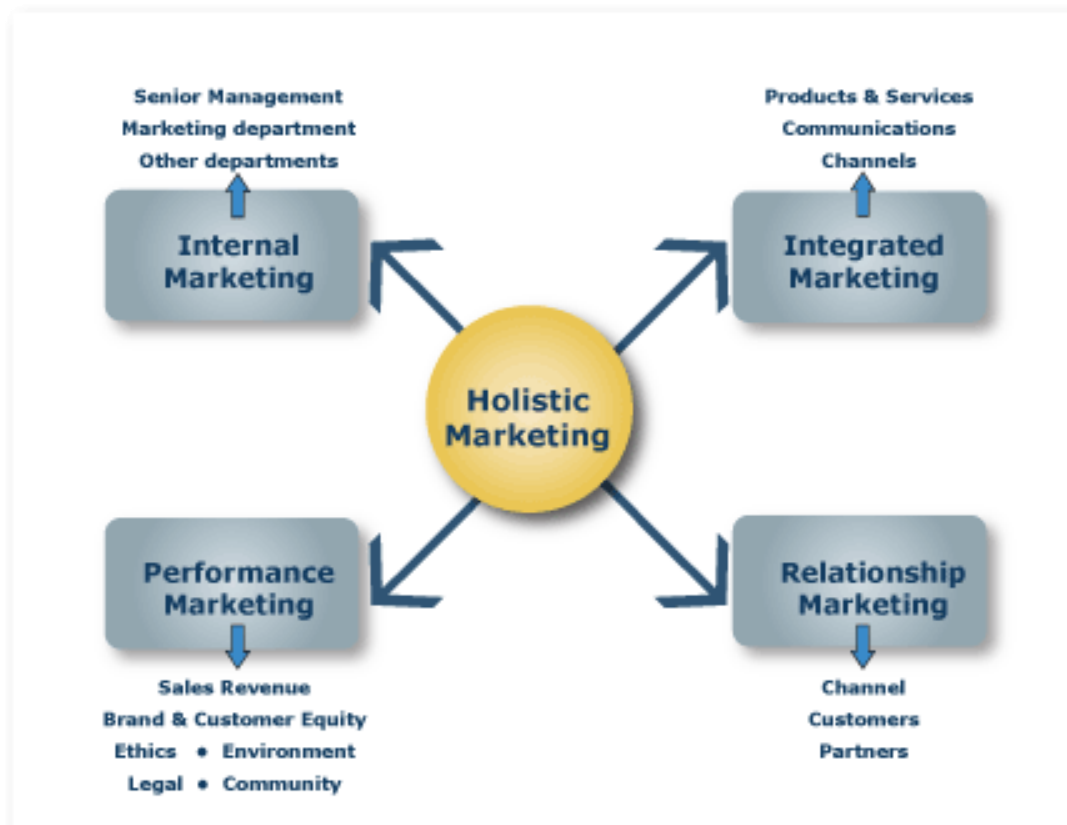 Senior Management
Marketing department
Other departments
Internal
Marketing
Products & Services
Communications
Channels
Integrated
Marketing
Holistic
Marketing
Performance
Marketing
Sales Revenue
Brand & Customer Equity
Ethics • Environment
Legal • Community
Relationship
Marketing
Channel
Customers
Partners